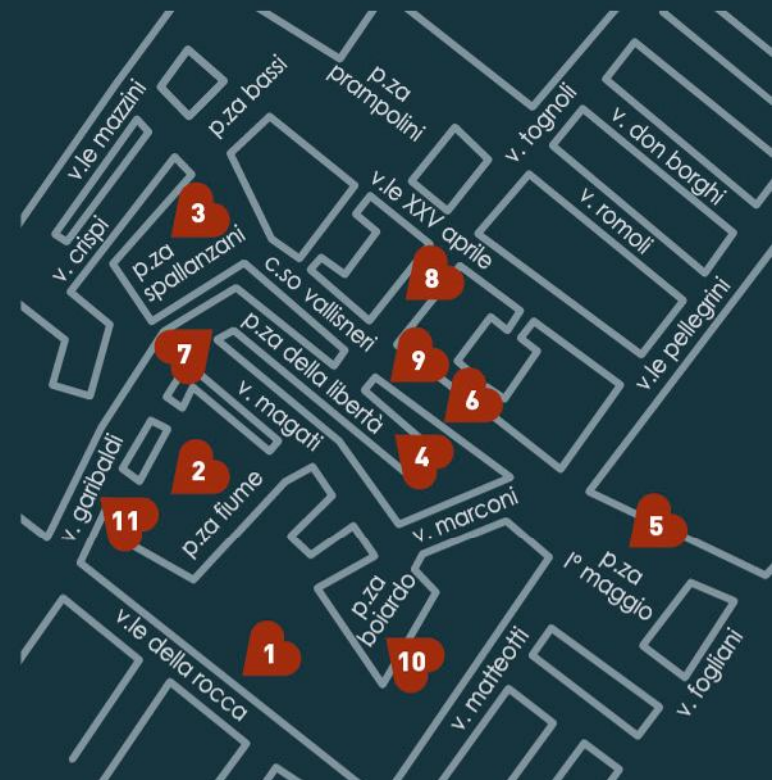 v.le mazzini
p.za bassi
p.za
prampolini
v. tognoli
v. don borghi
v. romoli
v.le XXV aprile
v. crispi
3
p.za
spallanzani
c.so vallisneri
8
v.le pellegrini
7
p.za della libertà
9
6
v. magati
4
2
v. garibaldi
11
p.za fiume
v. marconi
5
p.za
1° maggio
p.za
boiardo
10
1
v.le della rocca
v. matteotti
v. fogliani